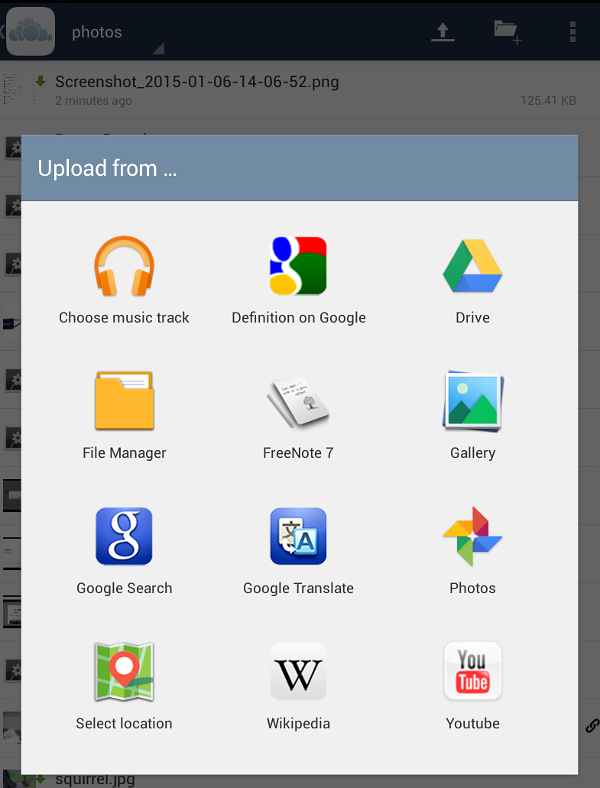 photos
Screenshot_2015-01-06-14-06-52.png
2 minutes ago
125.41 KB
Upload from ...
Choose music track
Definition on Google
Drive
File Manager
FreeNote 7
Gallery
Google Search
Google Translate
Photos
Select location
W
Wikipedia
You
Tube
Youtube
squirrel.jpg